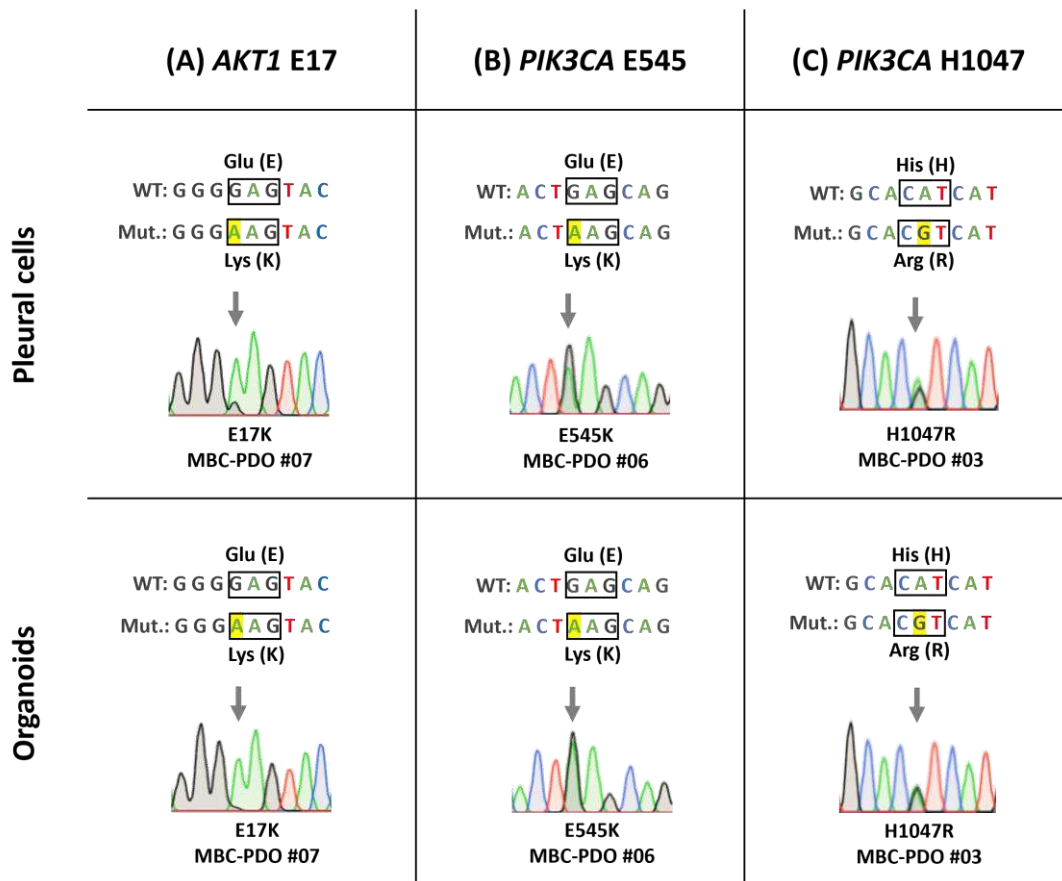 (A) AKT1 E17
(B) PIK3CA E545
(C) PIK3CA H1047
Pleural cells
Glu (E)
WT: G G G G A G T A C
Mut.: G G G A A G T A C
Lys (K)
E17K
MBC-PDO #07
Glu (E)
WT: A C T G A G C A G
Mut.: A C T A A G C A G
Lys (K)
E545K
MBC-PDO #06
His (H)
WT: G C A C A T C A T
Mut.: G C A C G T C A T
Arg (R)
H1047R
MBC-PDO #03
Organoids
Glu (E)
WT: G G G G A G T A C
Mut.: G G G A A G T A C
Lys (K)
E17K
MBC-PDO #07
Glu (E)
WT: A C T G A G C A G
Mut.: A C T A A G C A G
Lys (K)
E545K
MBC-PDO #06
His (H)
WT: G C A C A T C A T
Mut.: G C A C G T C A T
Arg (R)
H1047R
MBC-PDO #03